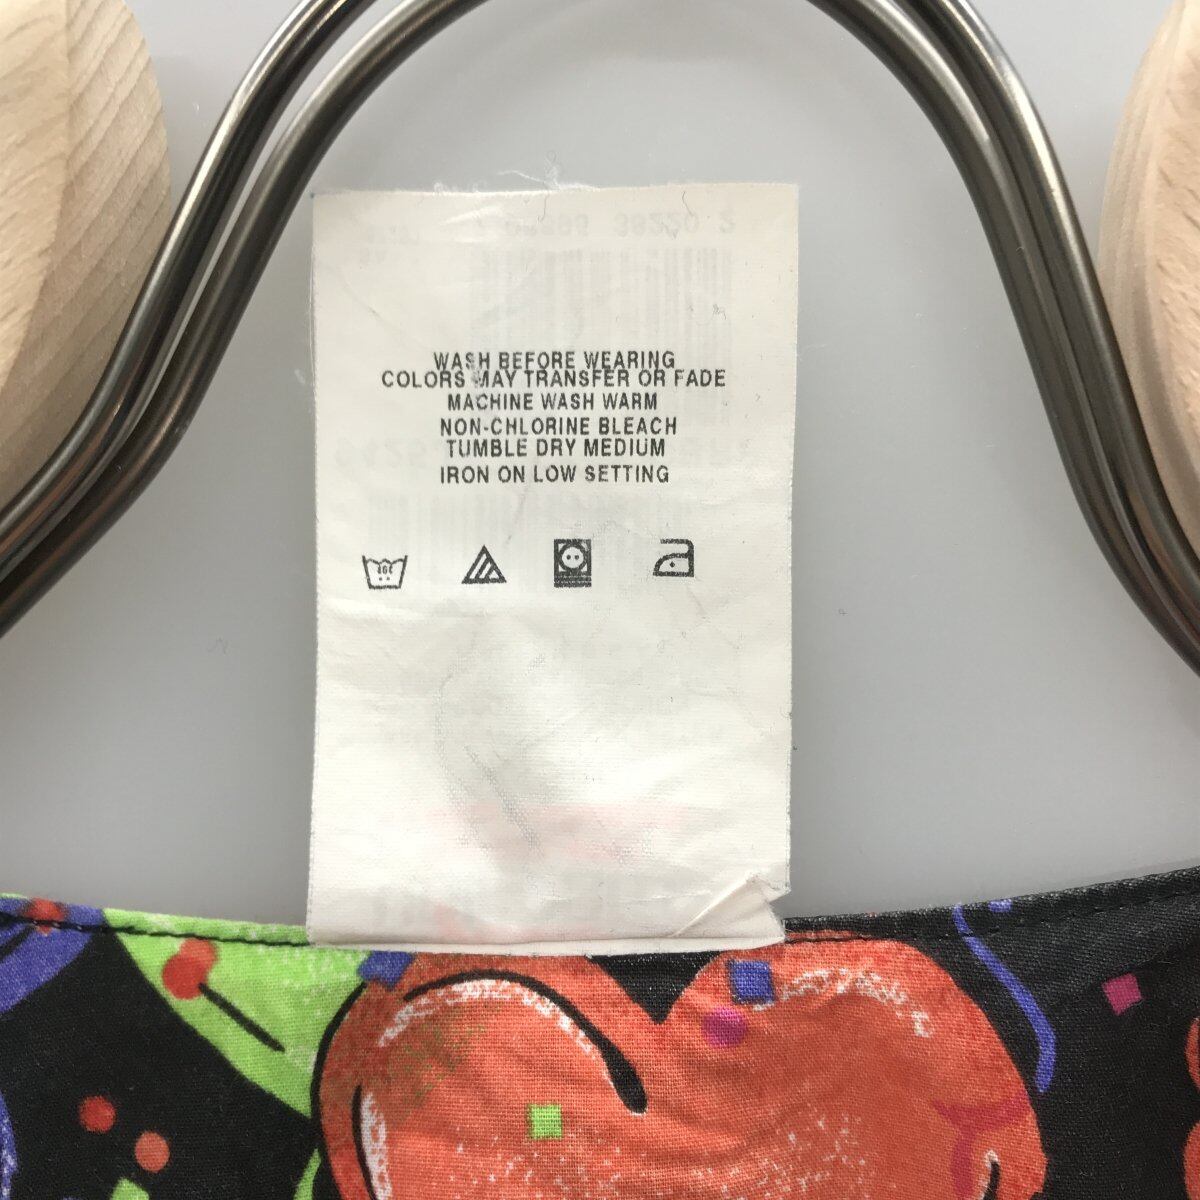 WASH BEFORE WEARING
COLORS MAY TRANSFER OR FADE
MACHINE WASH WARM
NON-CHLORINE BLEACH
TUMBLE DRY MEDIUM
IRON ON LOW SETTING